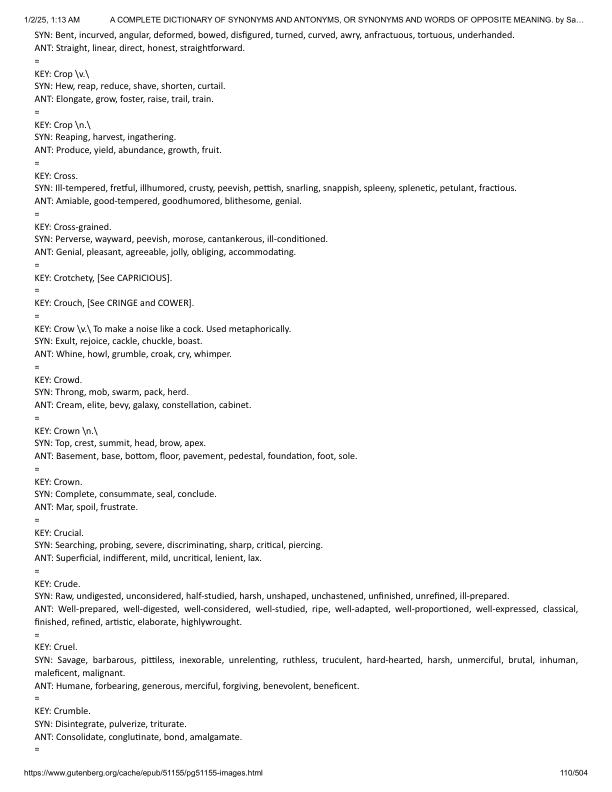 1/2/25, 1:13 AM A COMPLETE DICTIONARY OF SYNONYMS AND ANTONYMS, OR SYNONYMS AND WORDS OF OPPOSITE MEANING. by Sa…
SYN: Bent, incurved, angular, deformed, bowed, disfigured, turned, curved, awry, anfractuous, tortuous, underhanded.
ANT: Straight, linear, direct, honest, straightforward.
=
KEY: Crop \v.\
SYN: Hew, reap, reduce, shave, shorten, curtail.
ANT: Elongate, grow, foster, raise, trail, train.
=
KEY: Crop \n.\
SYN: Reaping, harvest, ingathering.
ANT: Produce, yield, abundance, growth, fruit.
=
KEY: Cross.
SYN: Ill-tempered, fretful, illhumored, crusty, peevish, pettish, snarling, snappish, spleeny, splenetic, petulant, fractious.
ANT: Amiable, good-tempered, goodhumored, blithesome, genial.
=
KEY: Cross-grained.
SYN: Perverse, wayward, peevish, morose, cantankerous, ill-conditioned.
ANT: Genial, pleasant, agreeable, jolly, obliging, accommodating.
=
KEY: Crotchety, [See CAPRICIOUS].
=
KEY: Crouch, [See CRINGE and COWER].
=
KEY: Crow \v.\ To make a noise like a cock. Used metaphorically.
SYN: Exult, rejoice, cackle, chuckle, boast.
ANT: Whine, howl, grumble, croak, cry, whimper.
=
KEY: Crowd.
SYN: Throng, mob, swarm, pack, herd.
ANT: Cream, elite, bevy, galaxy, constellation, cabinet.
=
KEY: Crown \n.\
SYN: Top, crest, summit, head, brow, apex.
ANT: Basement, base, bottom, floor, pavement, pedestal, foundation, foot, sole.
=
KEY: Crown.
SYN: Complete, consummate, seal, conclude.
ANT: Mar, spoil, frustrate.
=
KEY: Crucial.
SYN: Searching, probing, severe, discriminating, sharp, critical, piercing.
ANT: Superficial, indifferent, mild, uncritical, lenient, lax.
=
KEY: Crude.
SYN: Raw, undigested, unconsidered, half-studied, harsh, unshaped, unchastened, unfinished, unrefined, ill-prepared.
ANT: Well-prepared, well-digested, well-considered, well-studied, ripe, well-adapted, well-proportioned, well-expressed, classical,
finished, refined, artistic, elaborate, highlywrought.
=
KEY: Cruel.
SYN: Savage, barbarous, pittiless, inexorable, unrelenting, ruthless, truculent, hard-hearted, harsh, unmerciful, brutal, inhuman,
maleficent, malignant.
ANT: Humane, forbearing, generous, merciful, forgiving, benevolent, beneficent.
=
KEY: Crumble.
SYN: Disintegrate, pulverize, triturate.
ANT: Consolidate, conglutinate, bond, amalgamate.
=
https://www.gutenberg.org/cache/epub/51155/pg51155-images.html 110/504